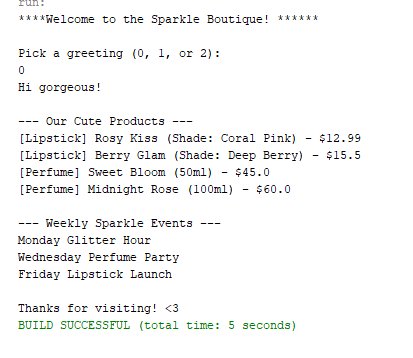 run:
****Welcome to the Sparkle Boutique! ******
Pick a greeting (0, 1, or 2):
0
Hi gorgeous!
--- Our Cute Products ---
[Lipstick] Rosy Kiss (Shade: Coral Pink) - $12.99
[Lipstick] Berry Glam (Shade: Deep Berry) - $15.5
[Perfume] Sweet Bloom (50ml) - $45.0
[Perfume] Midnight Rose (100ml) - $60.0
--- Weekly Sparkle Events ---
Monday Glitter Hour
Wednesday Perfume Party
Friday Lipstick Launch
Thanks for visiting! <3
BUILD SUCCESSFUL (total time: 5 seconds)